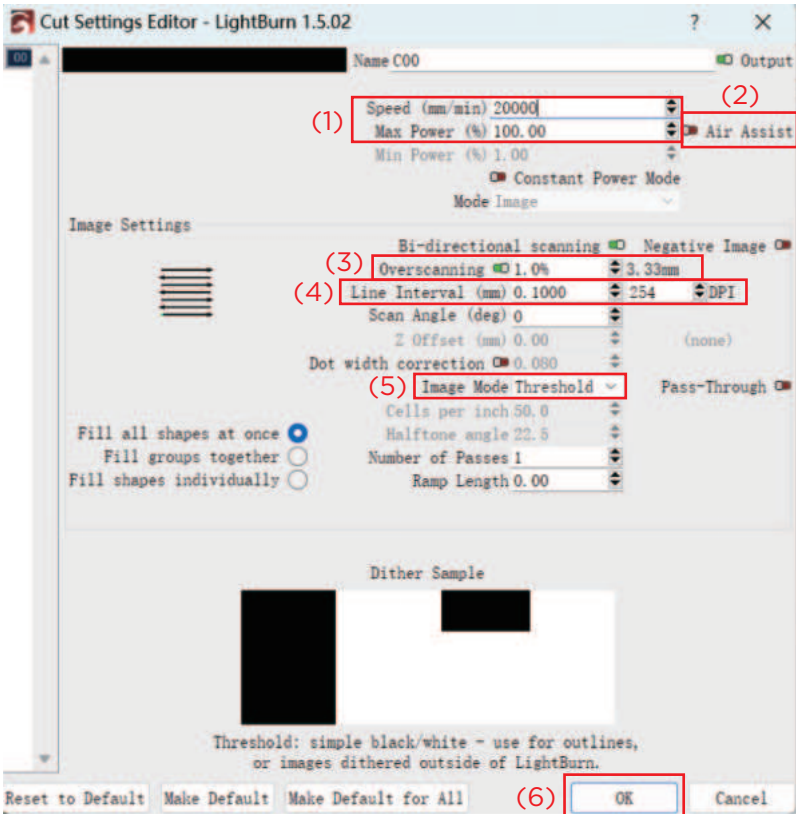 Cut Settings Editor - LightBurn 1.5.02 ? ×
00 Name C00 Output
(1) Speed (mm/min) 20000 (2)
Max Power (%) 100.00 Air Assist
Min Power (%) 1.00
Constant Power Mode
Mode Image
Image Settings
Bi-directional scanning Negative Image
(3) Overscanning 1.0% 3.33mm
(4) Line Interval (mm) 0.1000 254 DPI
Scan Angle (deg) 0
Z Offset (mm) 0.00 (none)
Dot width correction 0.080
(5) Image Mode Threshold Pass-Through
Cells per inch 50.0
Fill all shapes at once Halftone angle 22.5
Fill groups together Number of Passes 1
Fill shapes individually Ramp Length 0.00
Dither Sample
Threshold: simple black/white - use for outlines,
or images dithered outside of LightBurn.
Reset to Default Make Default Make Default for All (6) OK Cancel